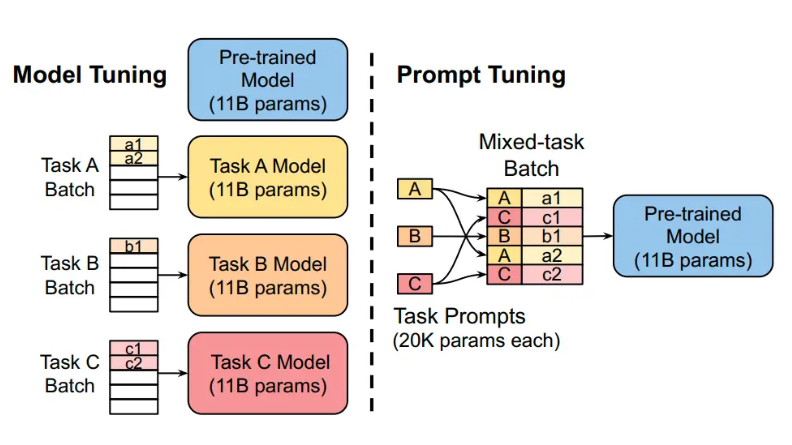 Model Tuning
Pre-trained
Model
(11B params)
Task A
Batch
a1
a2
Task A Model
(11B params)
Task B
Batch
b1
Task B Model
(11B params)
Task C
Batch
c1
c2
Task C Model
(11B params)
Prompt Tuning
Mixed-task
Batch
A
B
C
A a1
C c1
B b1
A a2
C c2
Task Prompts
(20K params each)
Pre-trained
Model
(11B params)